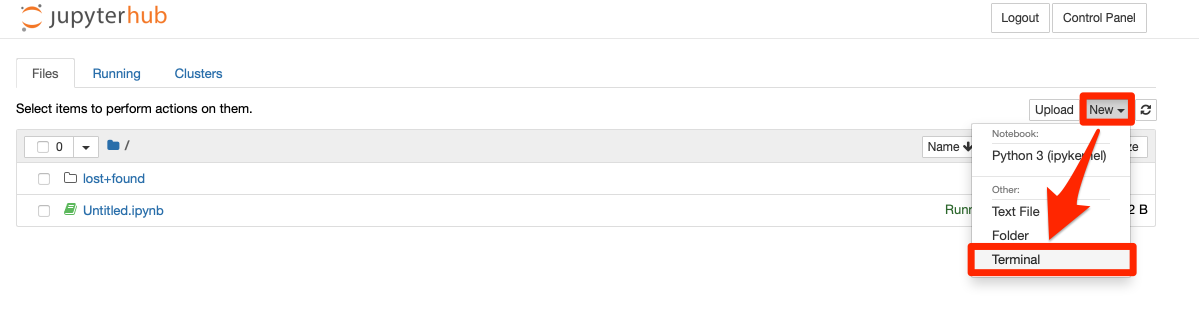 jupyterhub
Logout Control Panel
Files Running Clusters
Select items to perform actions on them.
Upload New
0 / Name
Notebook:
Python 3 (ipykernel)
lost+found
Other:
Untitled.ipynb
Text File
2 B
Folder
Terminal